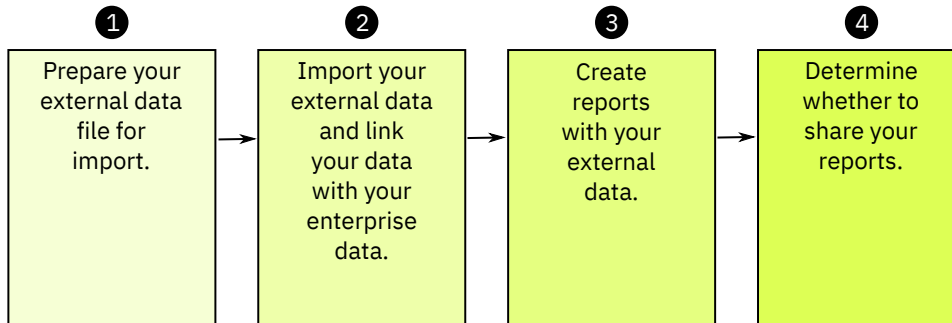 1
Prepare your
external data
file for
import.
2
Import your
external data
and link
your data
with your
enterprise
data.
3
Create
reports
with your
external
data.
4
Determine
whether to
share your
reports.